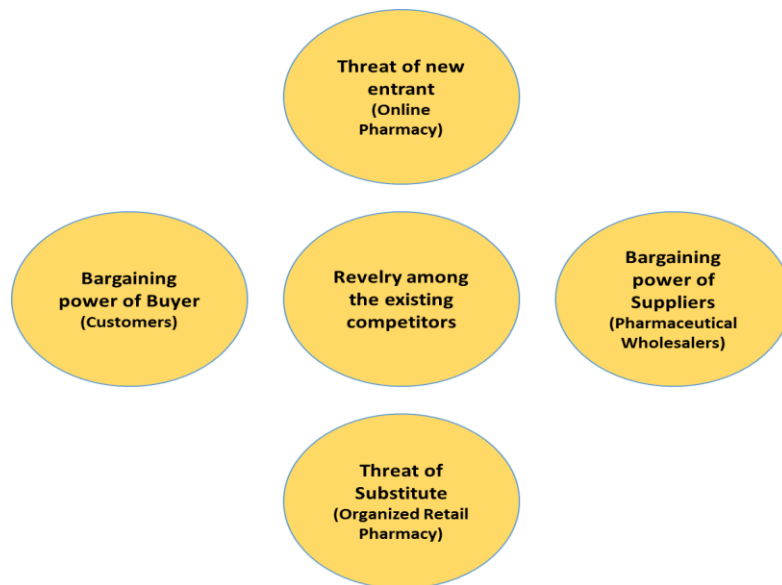 Threat of new
entrant
(Online
Pharmacy)
Bargaining
power of Buyer
(Customers)
Revelry among
the existing
competitors
Bargaining
power of
Suppliers
(Pharmaceutical
Wholesalers)
Threat of
Substitute
(Organized Retail
Pharmacy)